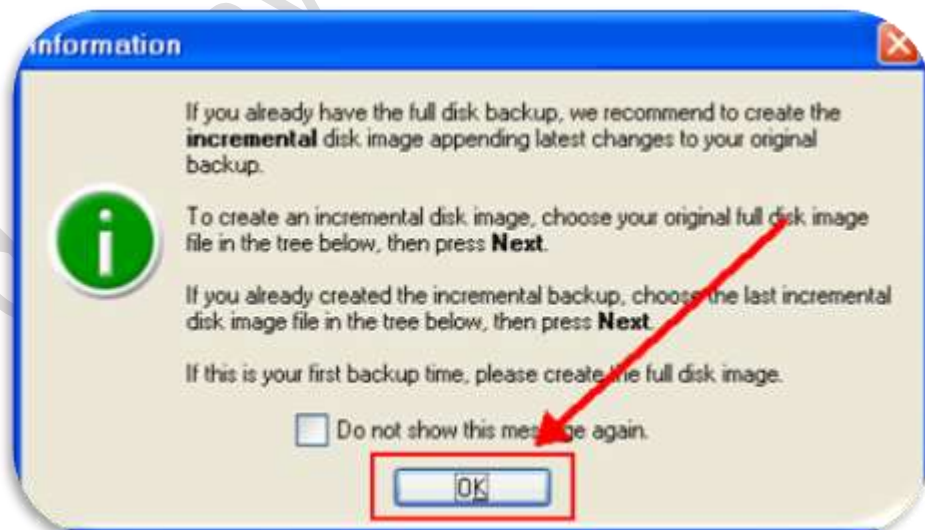 Information
If you already have the full disk backup, we recommend to create the
incremental disk image appending latest changes to your original
backup.
To create an incremental disk image, choose your original full disk image
file in the tree below, then press Next.
If you already created the incremental backup, choose the last incremental
disk image file in the tree below, then press Next.
If this is your first backup time, please create the full disk image.
Do not show this message again.
OK